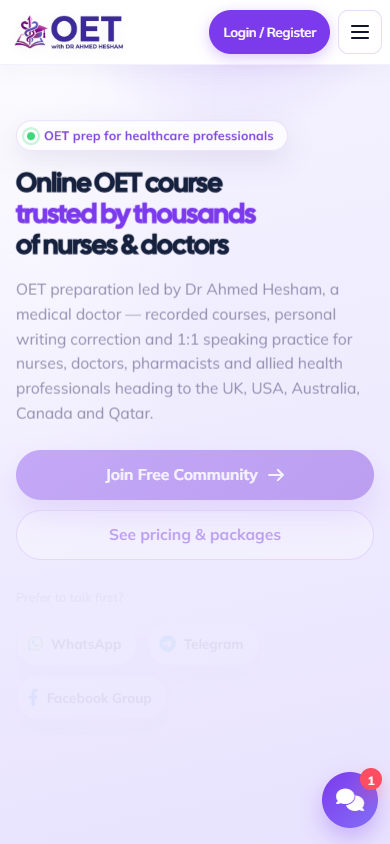 OET
with DR AHMED HESHAM
Login / Register
OET prep for healthcare professionals
Online OET course
trusted by thousands
of nurses & doctors
OET preparation led by Dr Ahmed Hesham, a
medical doctor — recorded courses, personal
writing correction and 1:1 speaking practice for
nurses, doctors, pharmacists and allied health
professionals heading to the UK, USA, Australia,
Canada and Qatar.
Join Free Community →
See pricing & packages
Prefer to talk first?
WhatsApp
Telegram
Facebook Group
1